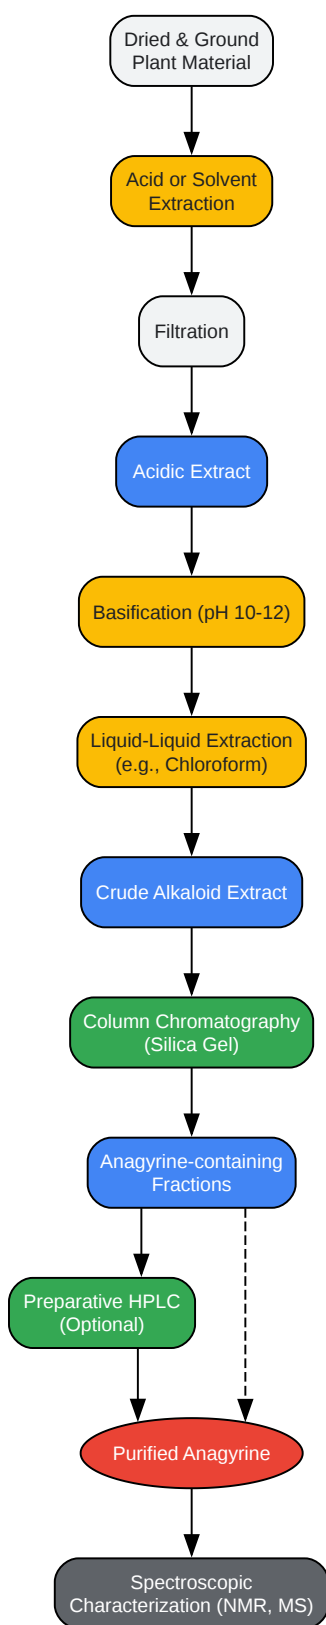 Dried & Ground
Plant Material
Acid or Solvent
Extraction
Filtration
Acidic Extract
Basification (pH 10-12)
Liquid-Liquid Extraction
(e.g., Chloroform)
Crude Alkaloid Extract
Column Chromatography
(Silica Gel)
Anagyrine-containing
Fractions
Preparative HPLC
(Optional)
Purified Anagyrine
Spectroscopic
Characterization (NMR, MS)